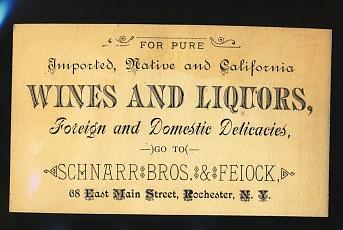 FOR PURE
Imported, Native and California
WINES AND LIQUORS,
Foreign and Domestic Delicacies,
—)GO TO(—
SCHNARR BROS. & FEIOCK,
68 East Main Street, Rochester, N. Y.